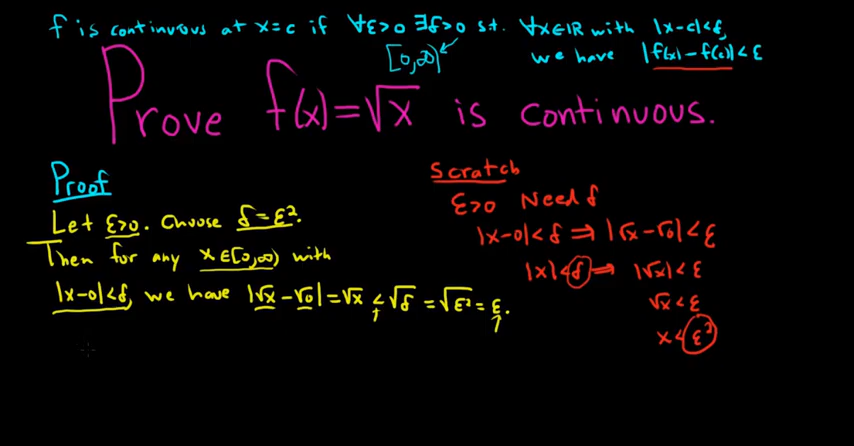 f is continuous at x=c if ∀ε>0 ∃δ>0 s.t. ∀x∈ℝ with |x-c|<δ,
[0,∞) we have |f(x)-f(c)|<ε
Prove f(x)=√x is continuous.
Proof
Let ε>0. Choose δ=ε².
Then for any x∈[0,∞) with
|x-0|<δ, we have |√x-√0|=√x<√δ=√ε²=ε.
Scratch
ε>0 Need δ
|x-0|<δ ⇒ |√x-√0|<ε
|x|<δ ⇒ |√x|<ε
√x<ε
x<ε²